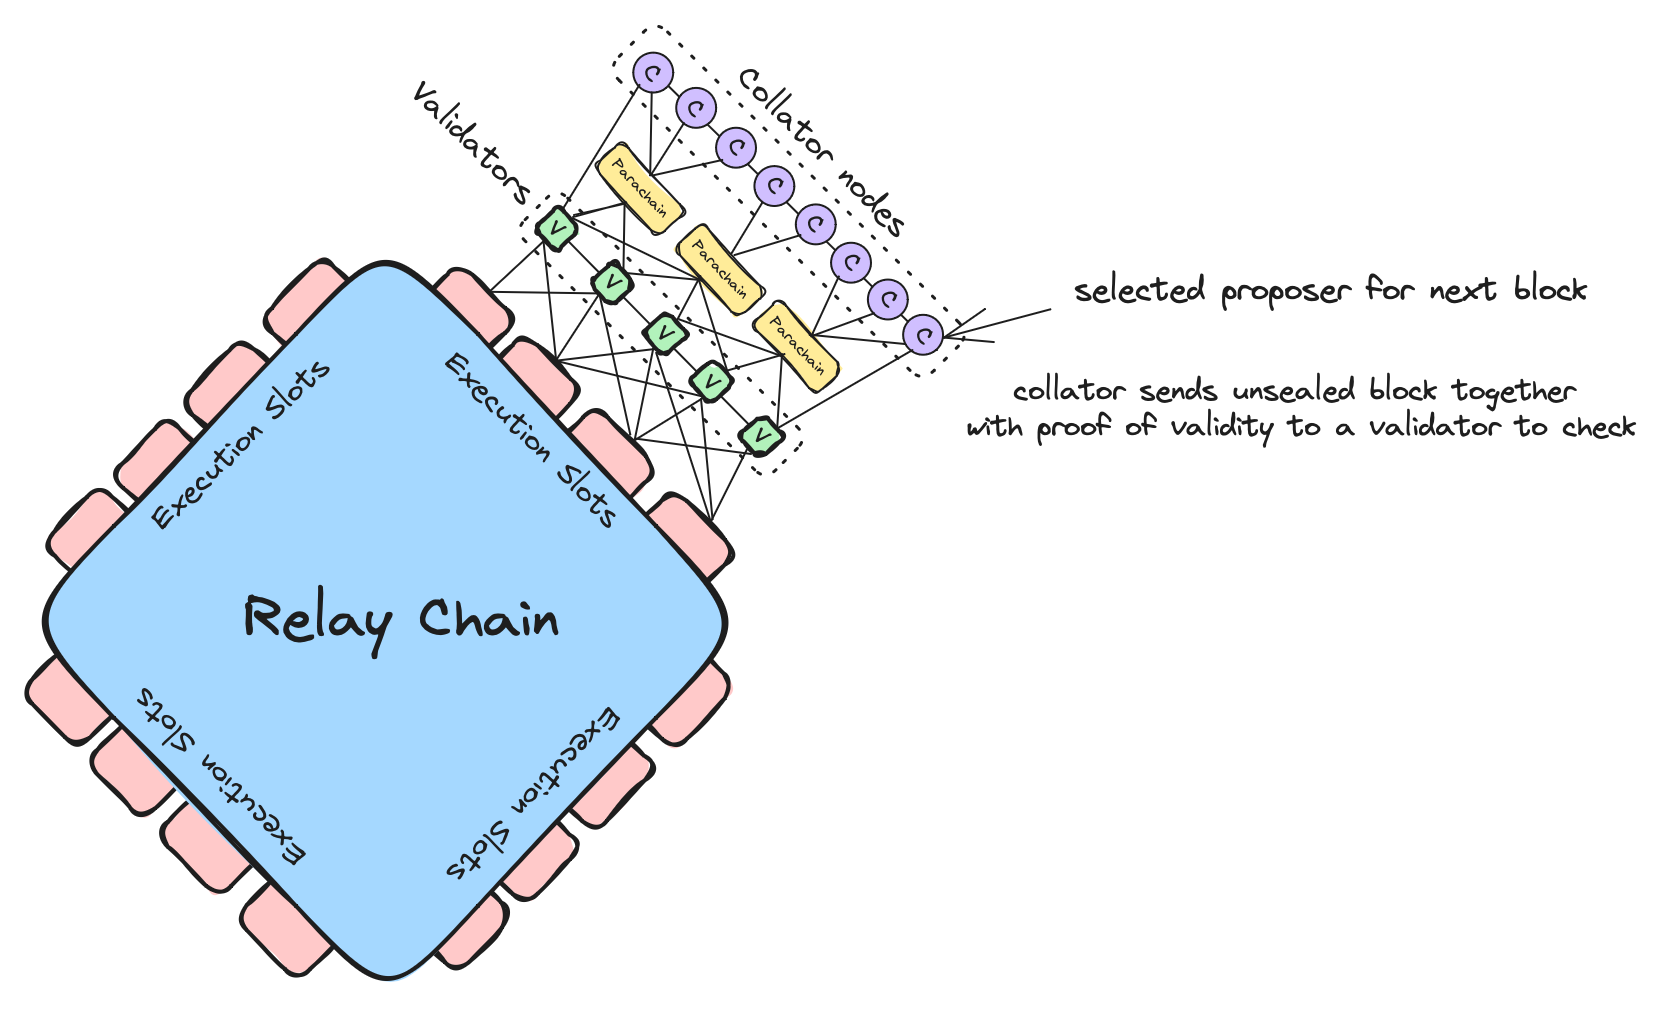 Validators
Collator nodes
C
C
C
C
C
C
C
C
Parachain
Parachain
Parachain
V
V
V
V
V
selected proposer for next block
collator sends unsealed block together
with proof of validity to a validator to check
Execution Slots
Execution Slots
Relay Chain
Execution Slots
Execution Slots